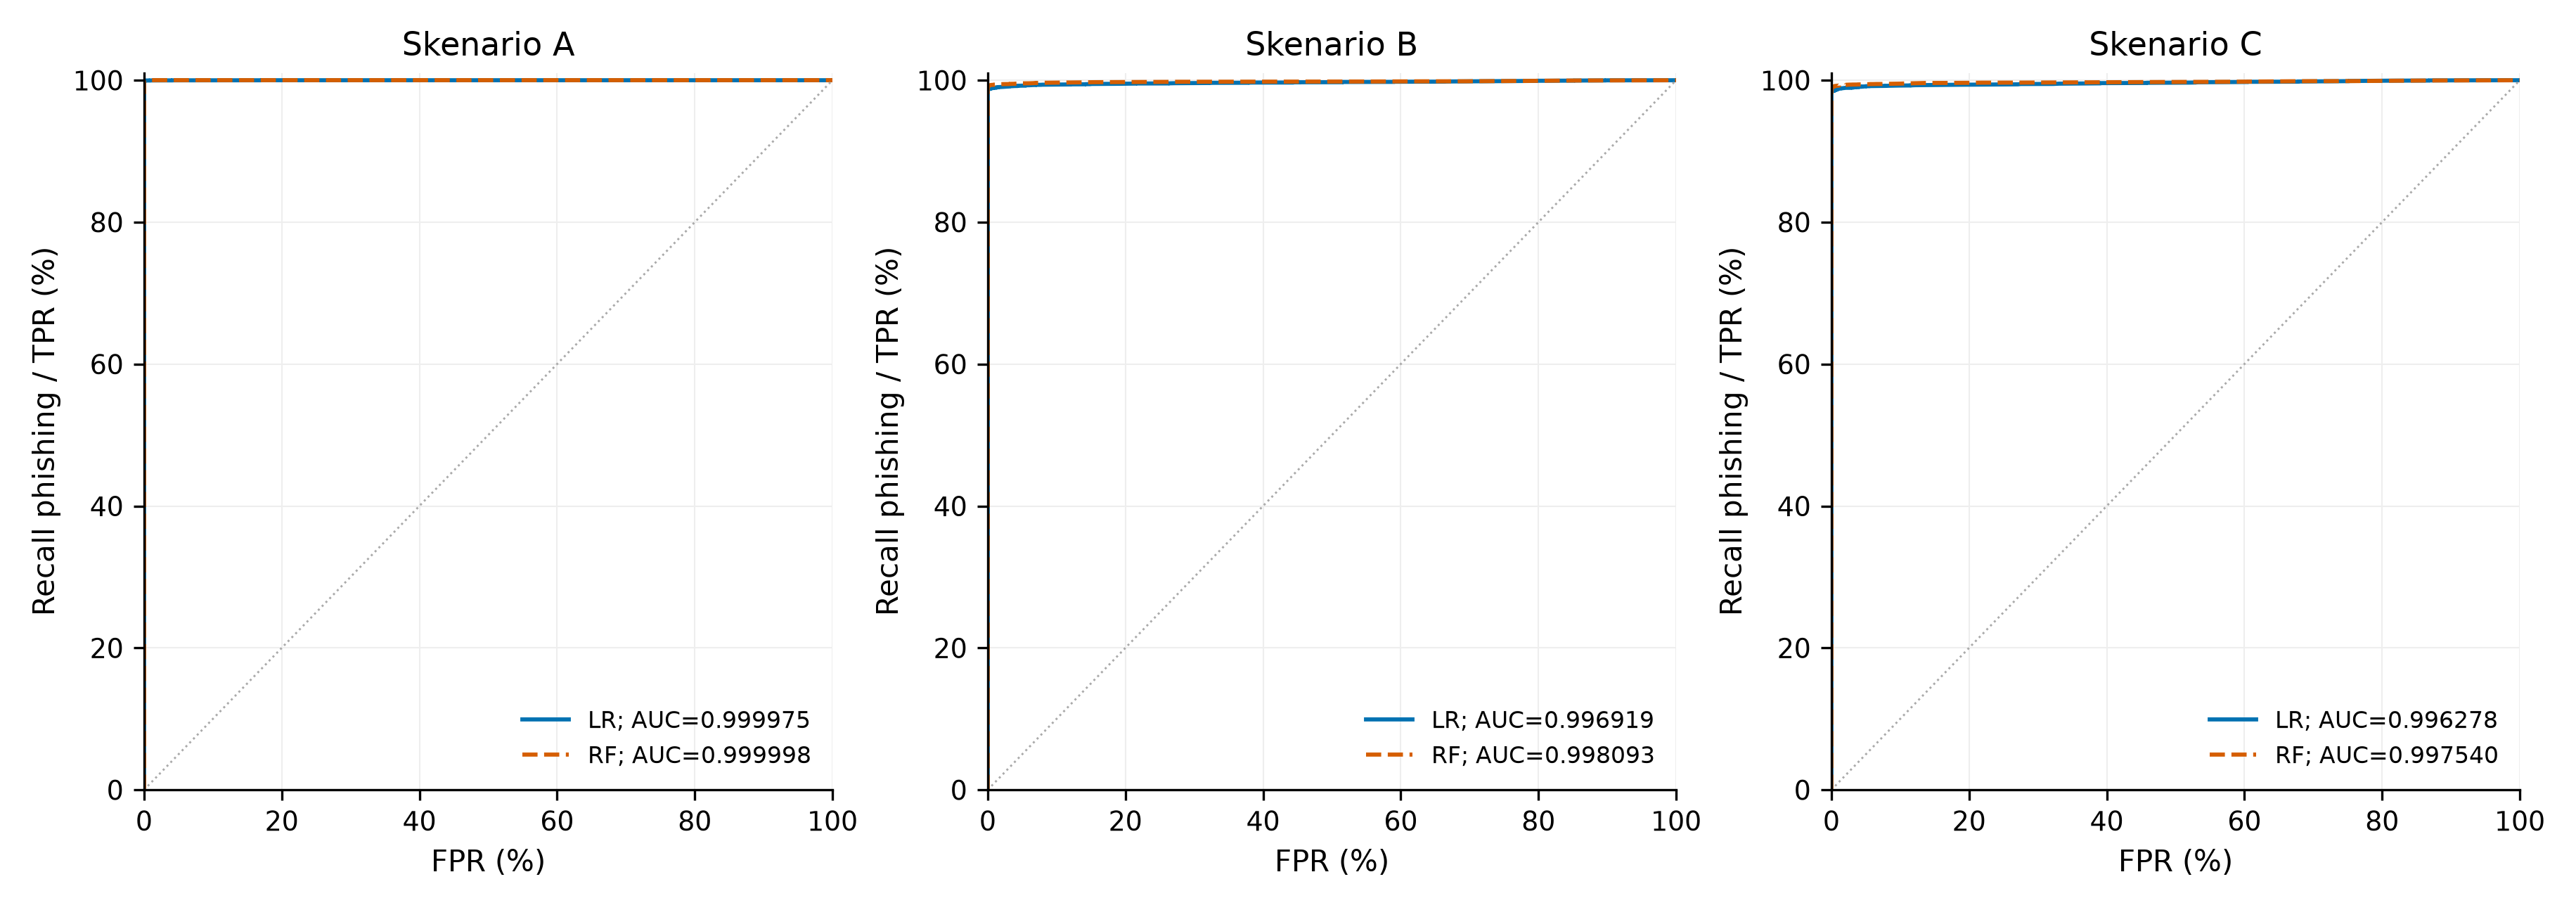 Skenario A
100
80
60
40
20
0
Recall phishing / TPR (%)
LR; AUC=0.999975
RF; AUC=0.999998
0 20 40 60 80 100
FPR (%)
Skenario B
100
80
60
40
20
0
Recall phishing / TPR (%)
LR; AUC=0.996919
RF; AUC=0.998093
0 20 40 60 80 100
FPR (%)
Skenario C
100
80
60
40
20
0
Recall phishing / TPR (%)
LR; AUC=0.996278
RF; AUC=0.997540
0 20 40 60 80 100
FPR (%)